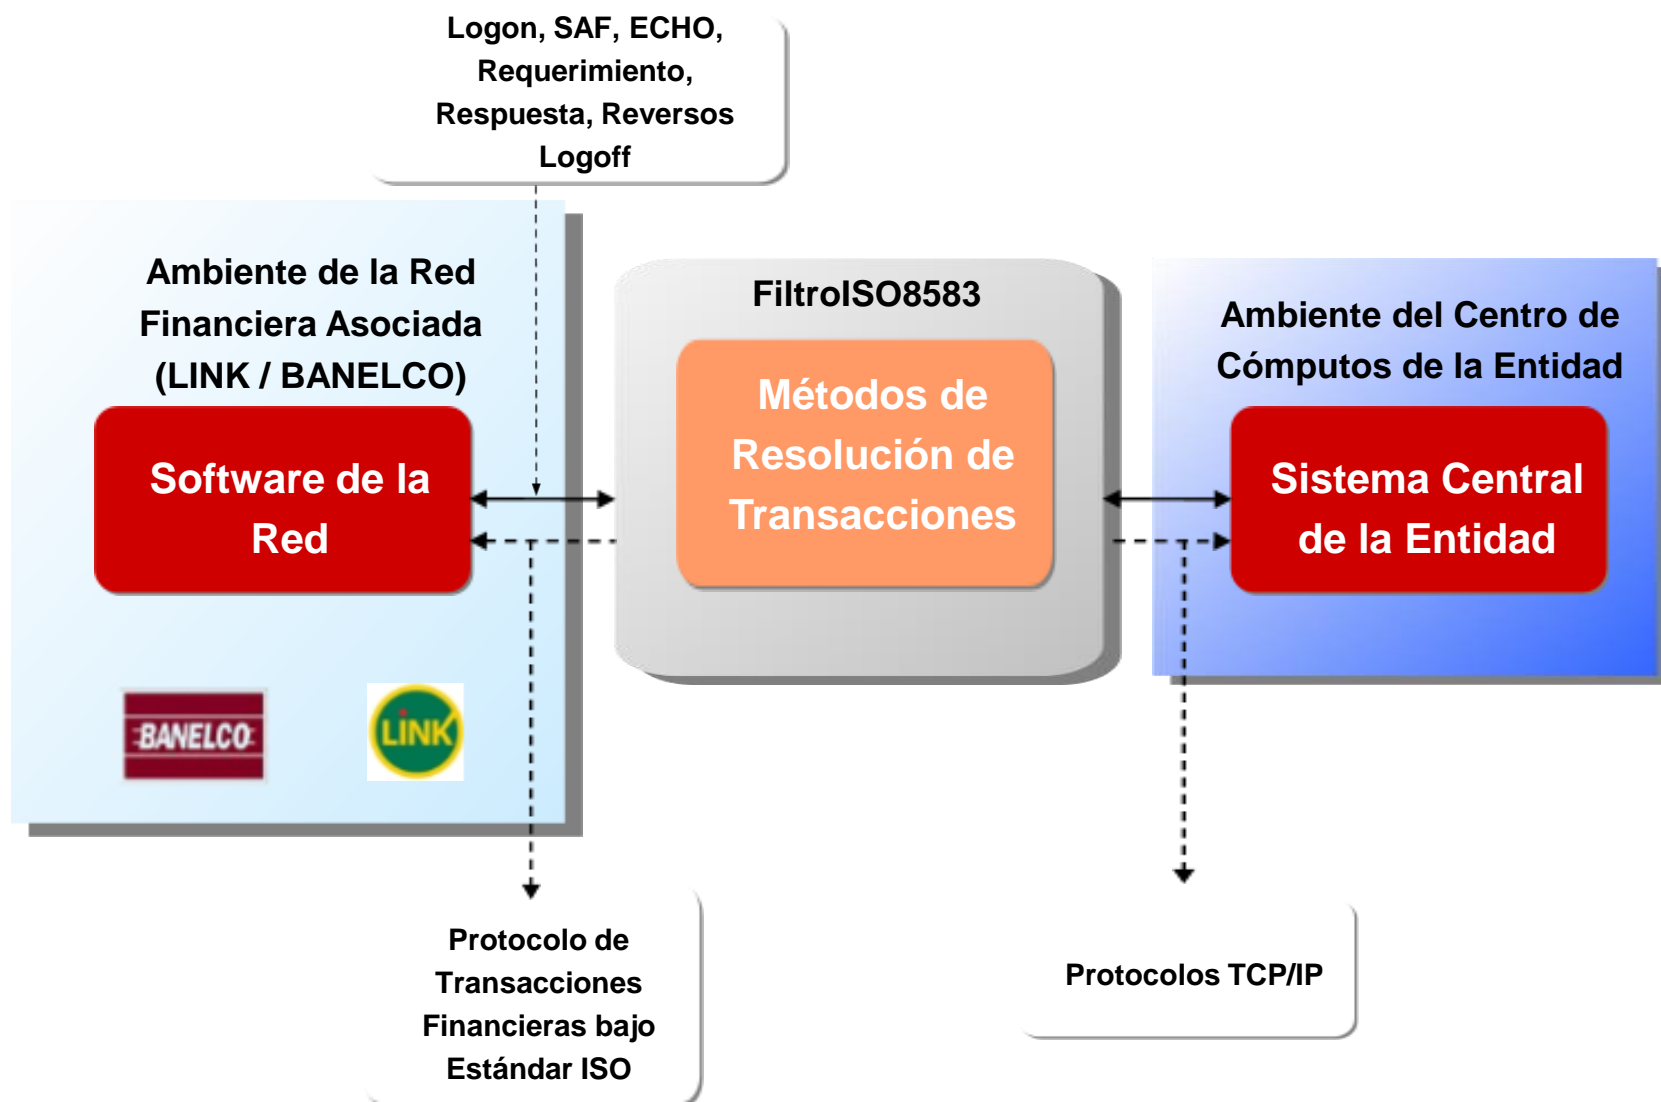 Logon, SAF, ECHO,
Requerimiento,
Respuesta, Reversos
Logoff
Ambiente de la Red
Financiera Asociada
(LINK / BANELCO)
Software de la
Red
BANELCO
LINK
FiltroISO8583
Métodos de
Resolución de
Transacciones
Ambiente del Centro de
Cómputos de la Entidad
Sistema Central
de la Entidad
Protocolo de
Transacciones
Financieras bajo
Estándar ISO
Protocolos TCP/IP